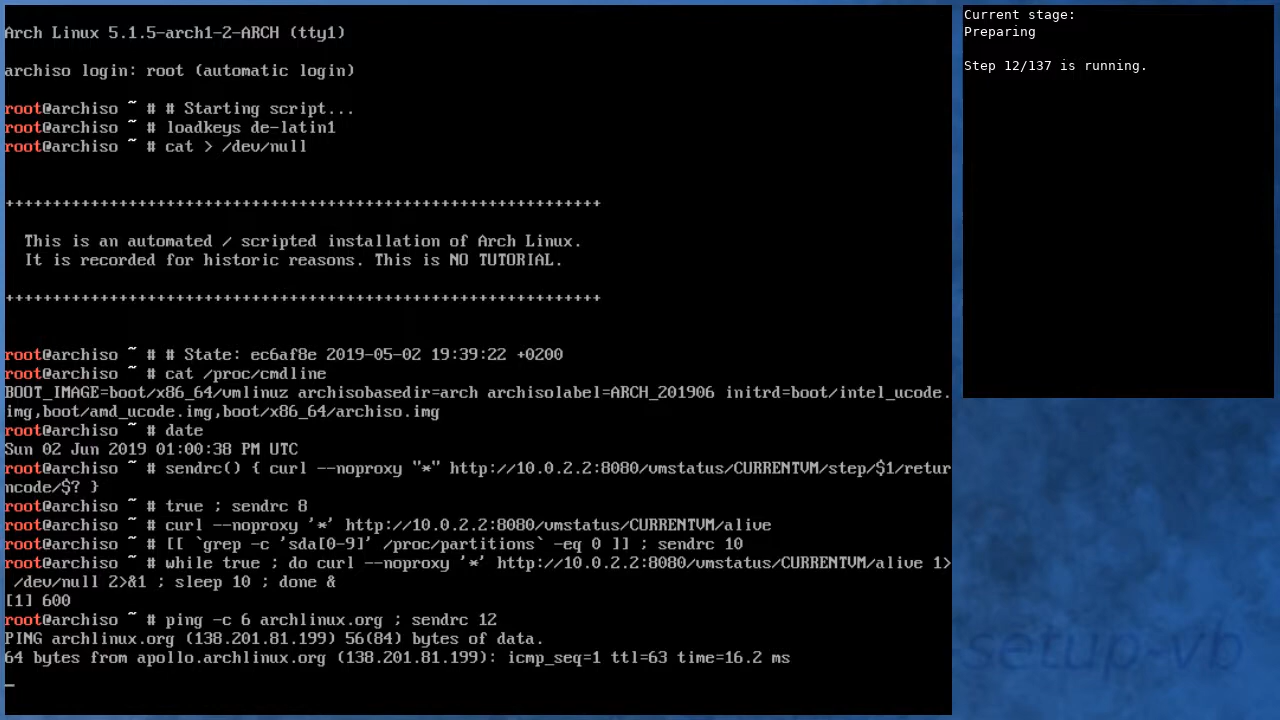 Arch Linux 5.1.5-arch1-2-ARCH (tty1)
archiso login: root (automatic login)
root@archiso ~ # # Starting script...
root@archiso ~ # loadkeys de-latin1
root@archiso ~ # cat > /dev/null
++++++++++++++++++++++++++++++++++++++++++++++++++++++++++++++++
This is an automated / scripted installation of Arch Linux.
It is recorded for historic reasons. This is NO TUTORIAL.
++++++++++++++++++++++++++++++++++++++++++++++++++++++++++++++++
root@archiso ~ # # State: ec6af8e 2019-05-02 19:39:22 +0200
root@archiso ~ # cat /proc/cmdline
BOOT_IMAGE=boot/x86_64/vmlinuz archisobasedir=arch archisolabel=ARCH_201906 initrd=boot/intel_ucode.
img,boot/amd_ucode.img,boot/x86_64/archiso.img
root@archiso ~ # date
Sun 02 Jun 2019 01:00:38 PM UTC
root@archiso ~ # sendrc() { curl --noproxy "*" http://10.0.2.2:8080/vmstatus/CURRENTVM/step/$1/retur
ncode/$? }
root@archiso ~ # true ; sendrc 8
root@archiso ~ # curl --noproxy '*' http://10.0.2.2:8080/vmstatus/CURRENTVM/alive
root@archiso ~ # [[ `grep -c 'sda[0-9]' /proc/partitions` -eq 0 ]] ; sendrc 10
root@archiso ~ # while true ; do curl --noproxy '*' http://10.0.2.2:8080/vmstatus/CURRENTVM/alive 1>
/dev/null 2>&1 ; sleep 10 ; done &
[1] 600
root@archiso ~ # ping -c 6 archlinux.org ; sendrc 12
PING archlinux.org (138.201.81.199) 56(84) bytes of data.
64 bytes from apollo.archlinux.org (138.201.81.199): icmp_seq=1 ttl=63 time=16.2 ms
_
Current stage:
Preparing
Step 12/137 is running.
setup-vb